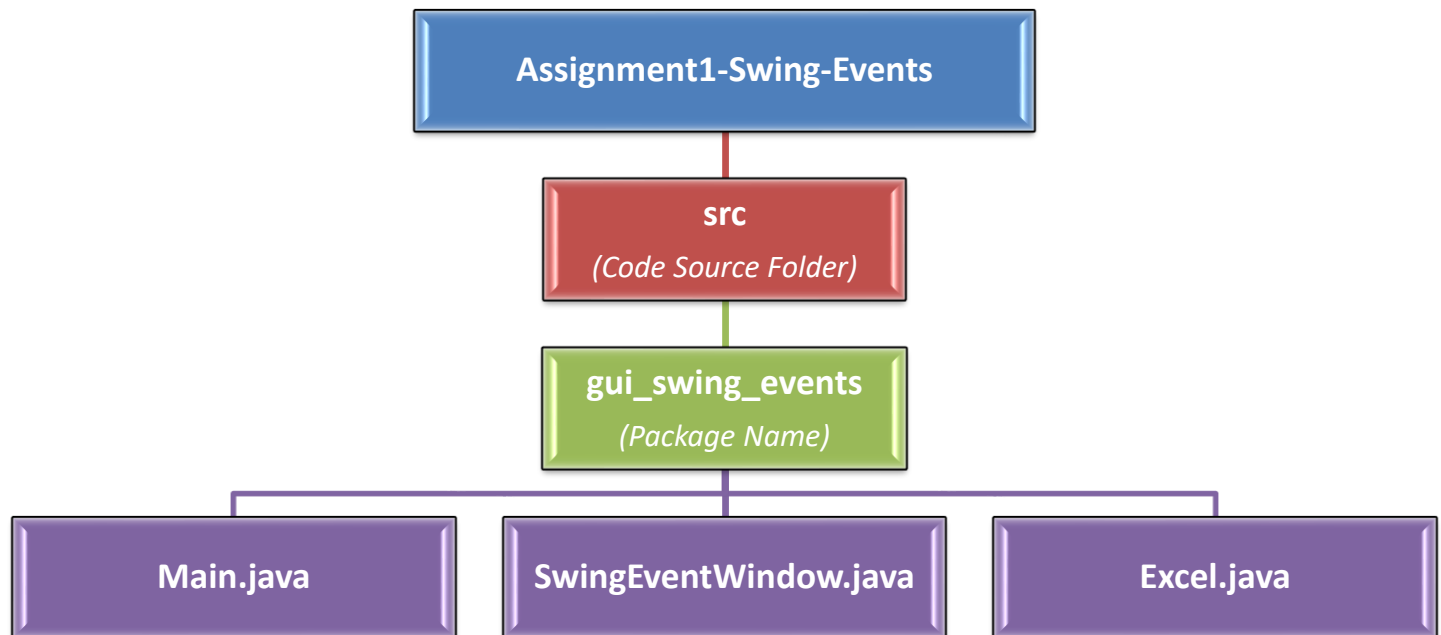 Assignment1-Swing-Events
src
(Code Source Folder)
gui_swing_events
(Package Name)
Main.java
SwingEventWindow.java
Excel.java